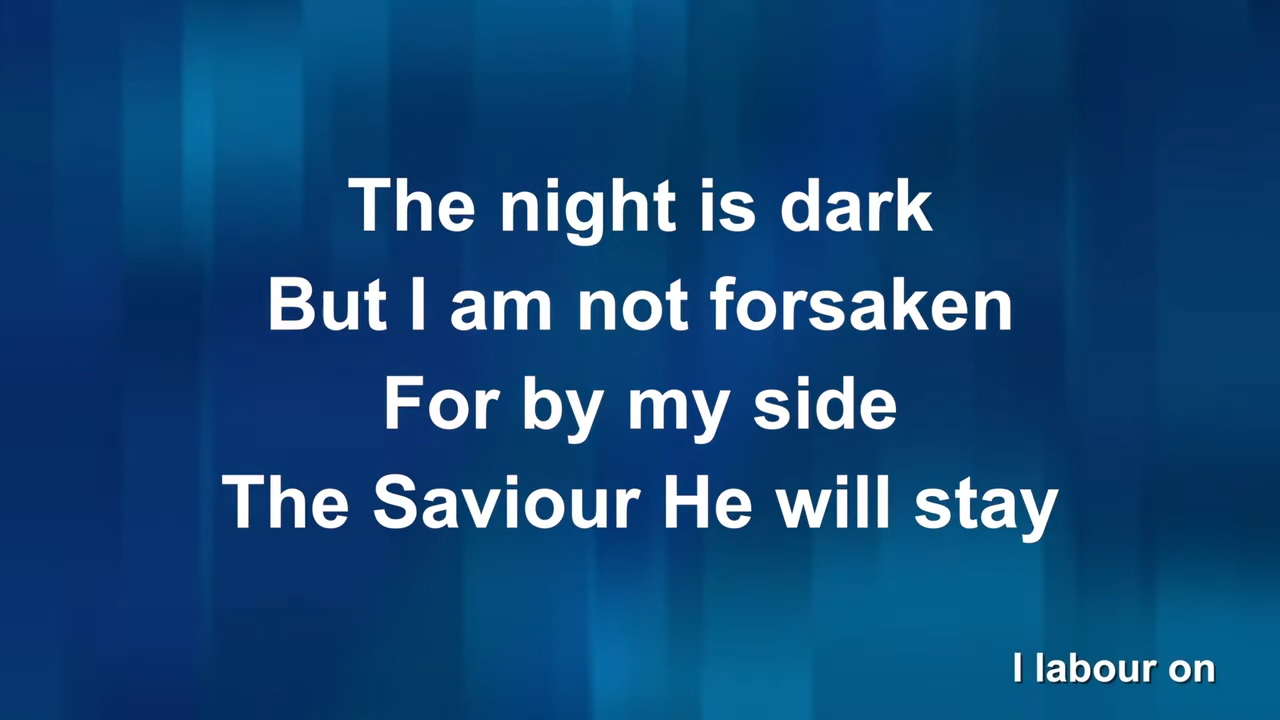 The night is dark
But I am not forsaken
For by my side
The Saviour He will stay
I labour on